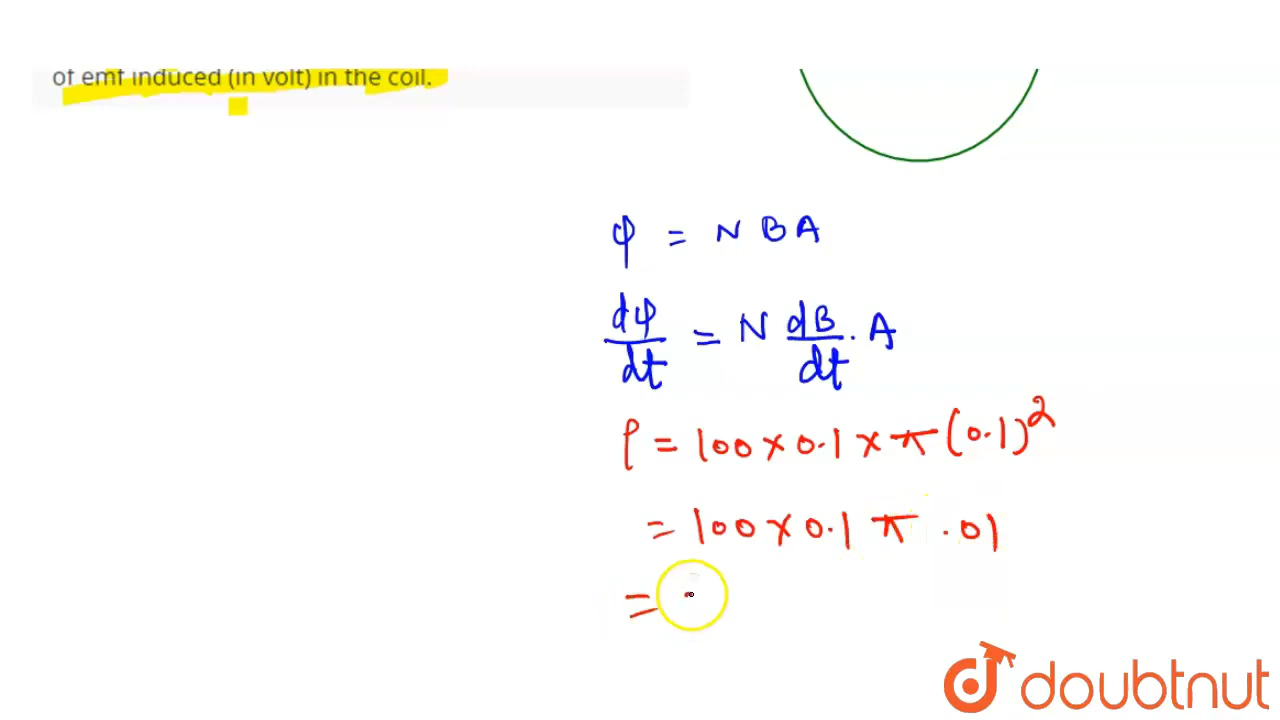 of emf induced (in volt) in the coil.
φ = N B A
dφ/dt = N dB/dt . A
e = 100 × 0.1 × π (0.1)²
= 100 × 0.1 π .01
=
doubtnut